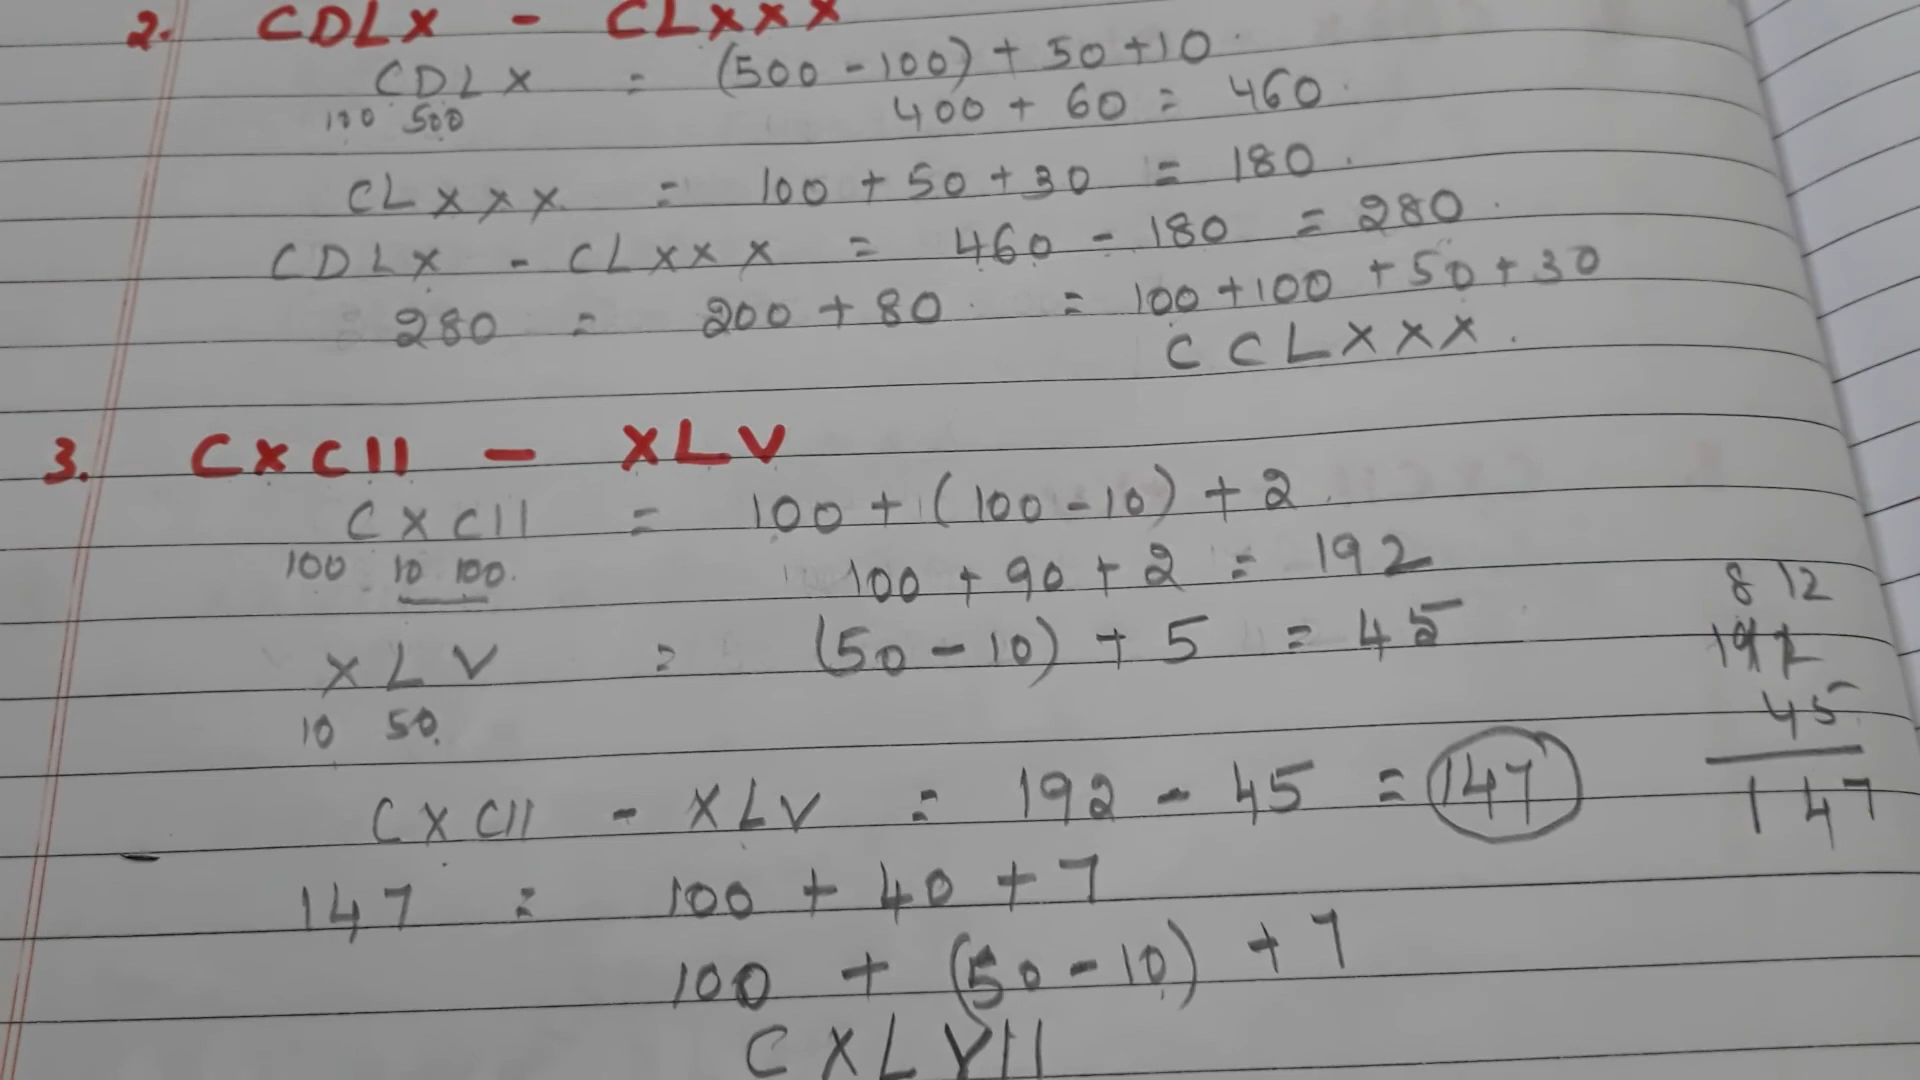 2. CDLX - CLXXX
CDLX = (500 - 100) + 50 + 10
100 500 400 + 60 = 460
CLXXX = 100 + 50 + 30 = 180
CDLX - CLXXX = 460 - 180 = 280
280 = 200 + 80 = 100 + 100 + 50 + 30
CCLXXX
3. CXCII - XLV
CXCII = 100 + (100 - 10) + 2
100 10 100 100 + 90 + 2 = 192
8 12
192
XLV = (50 - 10) + 5 = 45
45
10 50
147
CXCII - XLV = 192 - 45 = 147
147 = 100 + 40 + 7
100 + (50 - 10) + 7
CXLVII